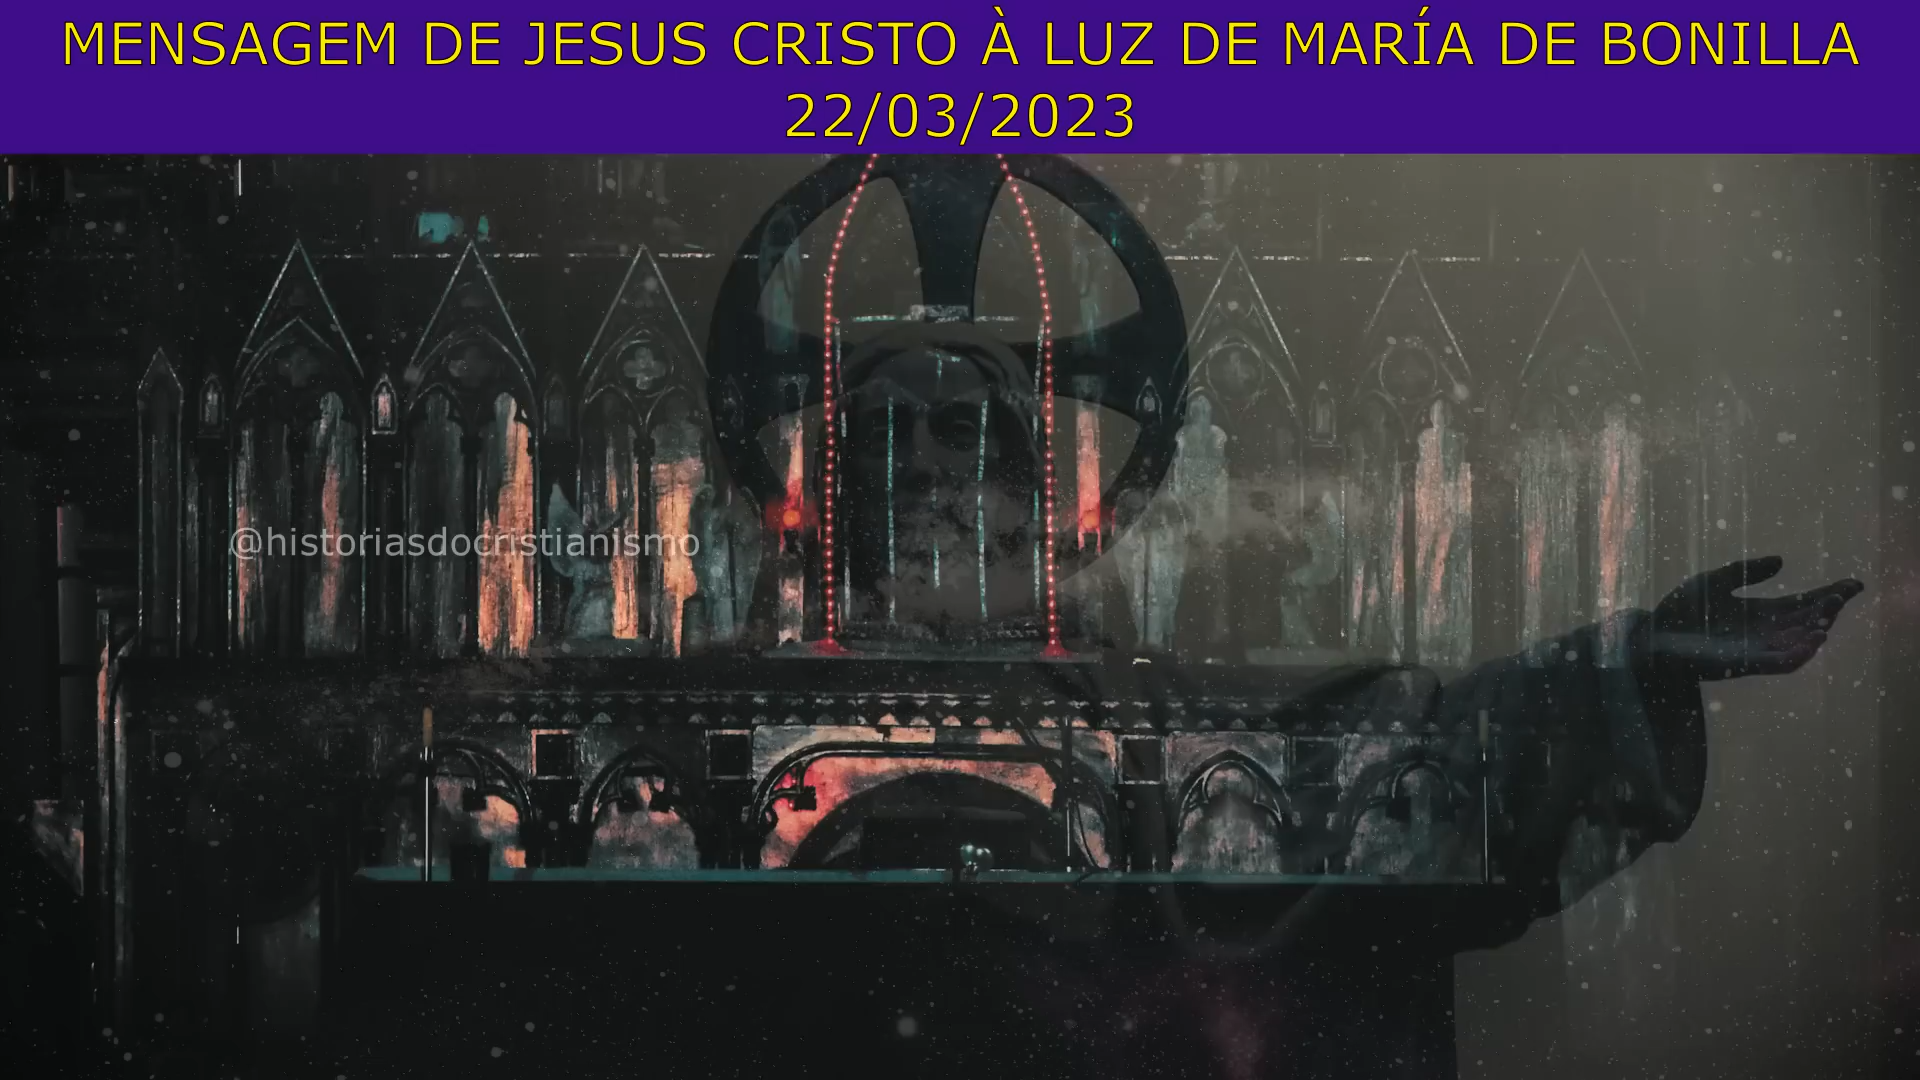 MENSAGEM DE JESUS CRISTO À LUZ DE MARÍA DE BONILLA
22/03/2023
@historiasdocristianismo